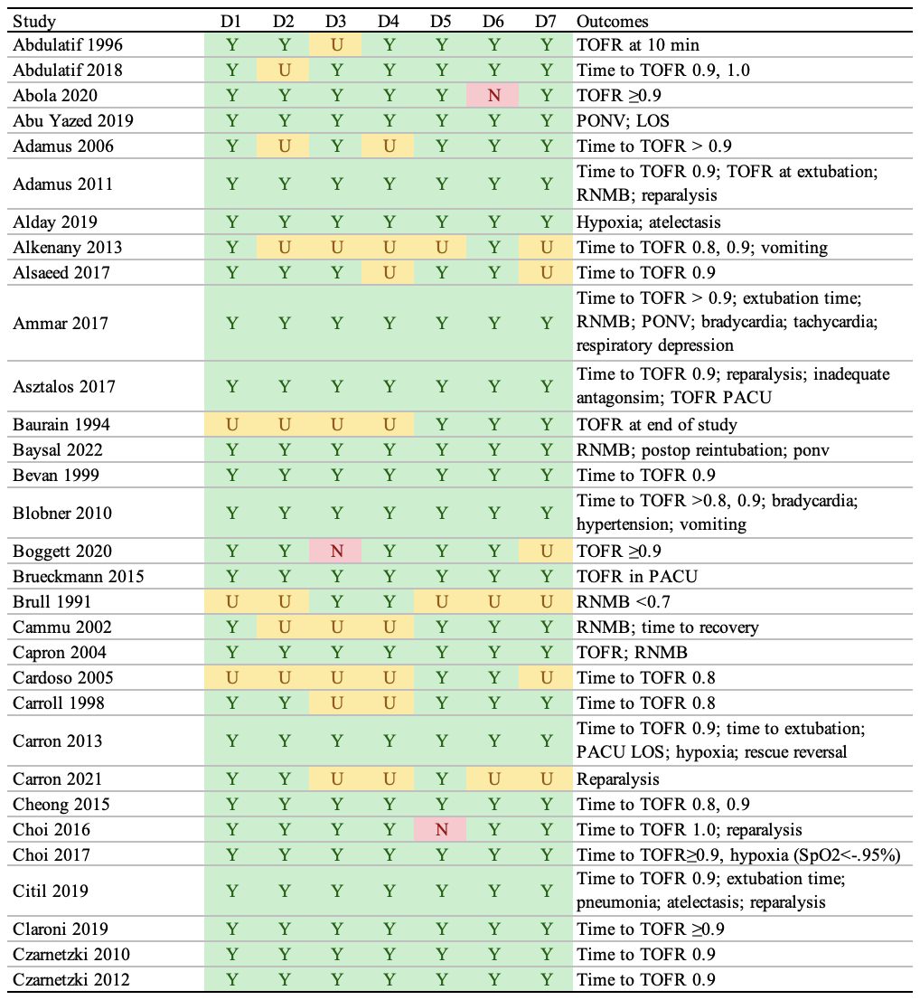 Study D1 D2 D3 D4 D5 D6 D7 Outcomes
Abdulatif 1996 Y Y U Y Y Y Y TOFR at 10 min
Abdulatif 2018 Y U Y Y Y Y Y Time to TOFR 0.9, 1.0
Abola 2020 Y Y Y Y Y N Y TOFR ≥0.9
Abu Yazed 2019 Y Y Y Y Y Y Y PONV; LOS
Adamus 2006 Y U Y U Y Y Y Time to TOFR > 0.9
Adamus 2011 Y Y Y Y Y Y Y Time to TOFR 0.9; TOFR at extubation;
RNMB; reparalysis
Alday 2019 Y Y Y Y Y Y Y Hypoxia; atelectasis
Alkenany 2013 Y U U U U Y U Time to TOFR 0.8, 0.9; vomiting
Alsaeed 2017 Y Y Y U Y Y U Time to TOFR 0.9
Ammar 2017 Y Y Y Y Y Y Y Time to TOFR > 0.9; extubation time;
RNMB; PONV; bradycardia; tachycardia;
respiratory depression
Asztalos 2017 Y Y Y Y Y Y Y Time to TOFR 0.9; reparalysis; inadequate
antagonsim; TOFR PACU
Baurain 1994 U U U U Y Y Y TOFR at end of study
Baysal 2022 Y Y Y Y Y Y Y RNMB; postop reintubation; ponv
Bevan 1999 Y Y Y Y Y Y Y Time to TOFR 0.9
Blobner 2010 Y Y Y Y Y Y Y Time to TOFR >0.8, 0.9; bradycardia;
hypertension; vomiting
Boggett 2020 Y Y N Y Y Y U TOFR ≥0.9
Brueckmann 2015 Y Y Y Y Y Y Y TOFR in PACU
Brull 1991 U U Y Y U U U RNMB <0.7
Cammu 2002 Y U U U Y Y Y RNMB; time to recovery
Capron 2004 Y Y Y Y Y Y Y TOFR; RNMB
Cardoso 2005 U U U U Y Y U Time to TOFR 0.8
Carroll 1998 Y Y U U Y Y Y Time to TOFR 0.8
Carron 2013 Y Y Y Y Y Y Y Time to TOFR 0.9; time to extubation;
PACU LOS; hypoxia; rescue reversal
Carron 2021 Y Y U U Y U U Reparalysis
Cheong 2015 Y Y Y Y Y Y Y Time to TOFR 0.8, 0.9
Choi 2016 Y Y Y Y N Y Y Time to TOFR 1.0; reparalysis
Choi 2017 Y Y Y Y Y Y Y Time to TOFR≥0.9, hypoxia (SpO2<-.95%)
Citil 2019 Y Y Y Y Y Y Y Time to TOFR 0.9; extubation time;
pneumonia; atelectasis; reparalysis
Claroni 2019 Y Y Y Y Y Y Y Time to TOFR ≥0.9
Czarnetzki 2010 Y Y Y Y Y Y Y Time to TOFR 0.9
Czarnetzki 2012 Y Y Y Y Y Y Y Time to TOFR 0.9